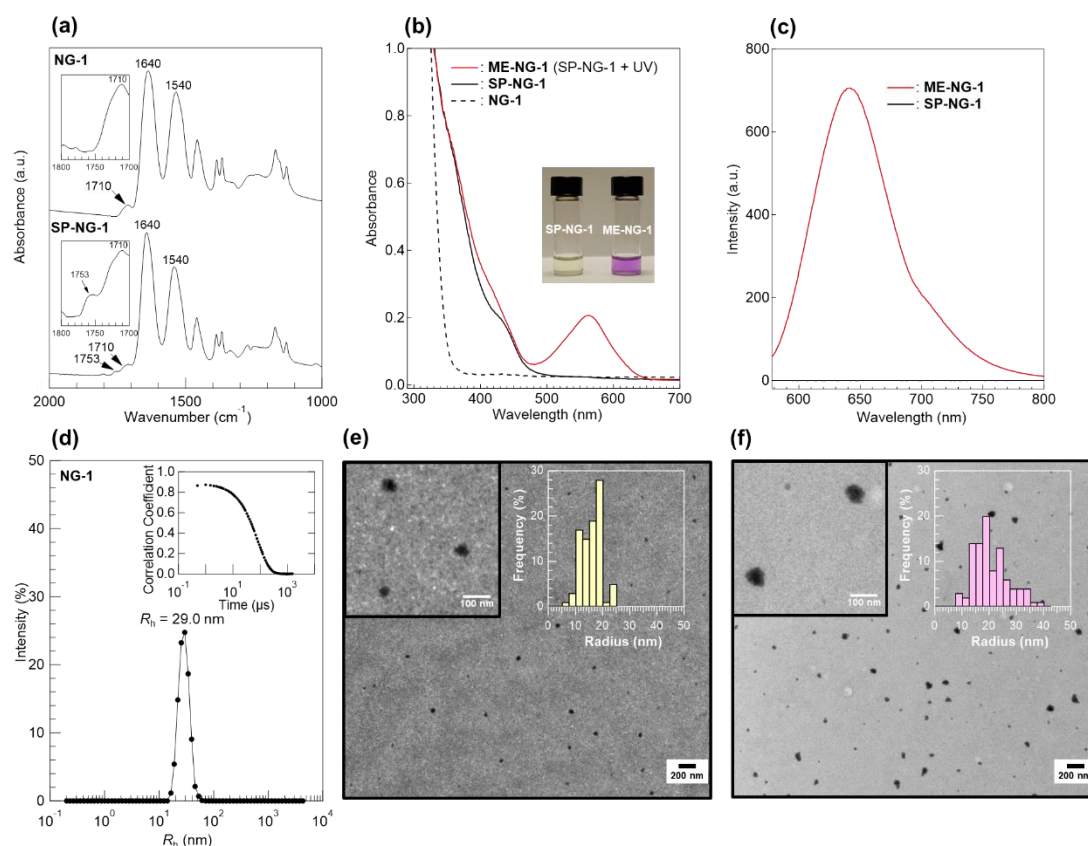 (a)
NG-1
1710
1800 1750 1700
1640
1540
1710
SP-NG-1
1710
1753
1800 1750 1700
1640
1540
1710
1753
Absorbance (a.u.)
2000 1800 1600 1400 1200 1000
Wavenumber (cm-1)
(b)
1.0
0.8
0.6
0.4
0.2
0.0
Absorbance
: ME-NG-1 (SP-NG-1 + UV)
: SP-NG-1
: NG-1
SP-NG-1 ME-NG-1
300 400 500 600 700
Wavelength (nm)
(c)
800
600
400
200
0
Intensity (a.u.)
: ME-NG-1
: SP-NG-1
600 650 700 750 800
Wavelength (nm)
(d)
50
40
30
20
10
0
Intensity (%)
NG-1
Correlation Coefficient
1.0
0.8
0.6
0.4
0.2
0.0
10-1 101 103
Time (μs)
Rh = 29.0 nm
10-1 100 101 102 103 104
Rh (nm)
(e)
100 nm
Frequency (%)
30
20
10
0
0 10 20 30 40 50
Radius (nm)
200 nm
(f)
100 nm
Frequency (%)
30
20
10
0
0 10 20 30 40 50
Radius (nm)
200 nm